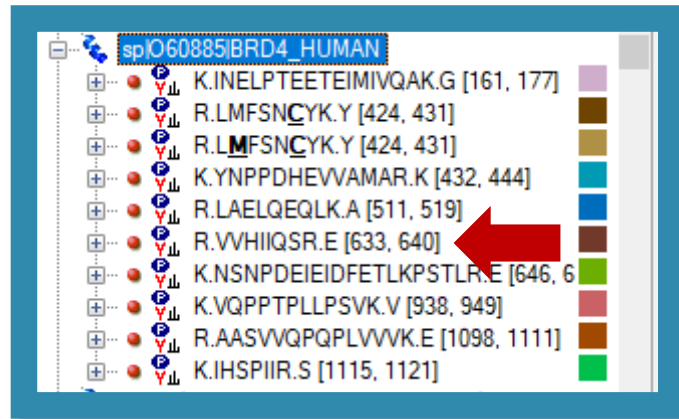 sp|O60885|BRD4_HUMAN
K.INELPTEETEIMIVQAK.G [161, 177]
R.LMFSNCYK.Y [424, 431]
R.LMFSNCYK.Y [424, 431]
K.YNPPDHEVVAMAR.K [432, 444]
R.LAELQEQLK.A [511, 519]
R.VVHIIQSR.E [633, 640]
K.NSNPDEIEIDFETLKPSTLR.E [646, 6
K.VQPPTPLLPSVK.V [938, 949]
R.AASVVQPQPLVVVK.E [1098, 1111]
K.IHSPIIR.S [1115, 1121]